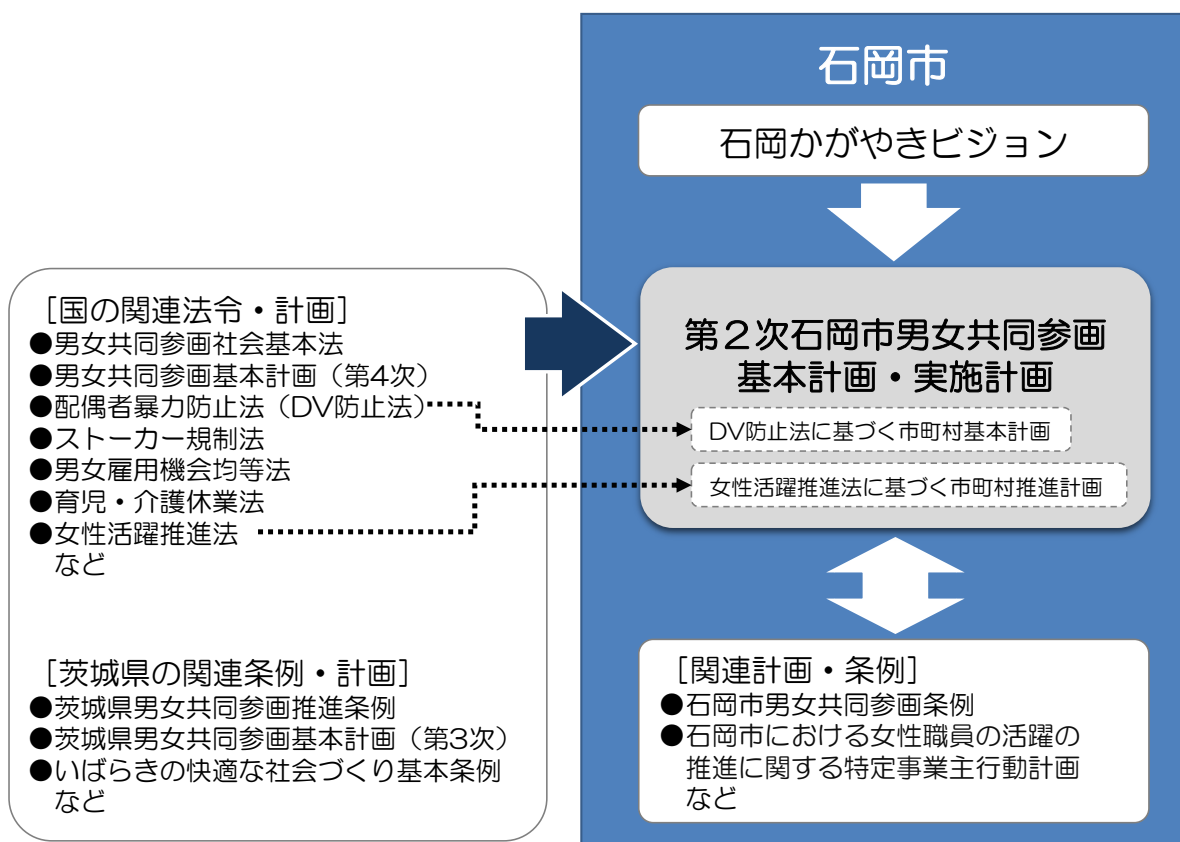 石岡市
石岡かがやきビジョン
［国の関連法令・計画］
●男女共同参画社会基本法
●男女共同参画基本計画（第4次）
●配偶者暴力防止法（DV防止法）
●ストーカー規制法
●男女雇用機会均等法
●育児・介護休業法
●女性活躍推進法
など
［茨城県の関連条例・計画］
●茨城県男女共同参画推進条例
●茨城県男女共同参画基本計画（第3次）
●いばらきの快適な社会づくり基本条例
など
第２次石岡市男女共同参画
基本計画・実施計画
DV防止法に基づく市町村基本計画
女性活躍推進法に基づく市町村推進計画
［関連計画・条例］
●石岡市男女共同参画条例
●石岡市における女性職員の活躍の
推進に関する特定事業主行動計画
など